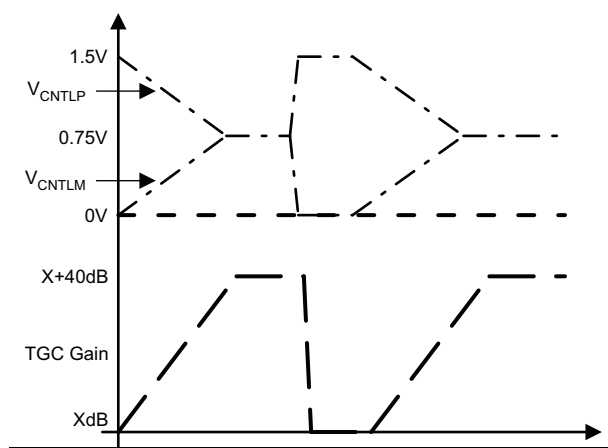 1.5V
VCNTLP
0.75V
VCNTLM
0V
X+40dB
TGC Gain
XdB